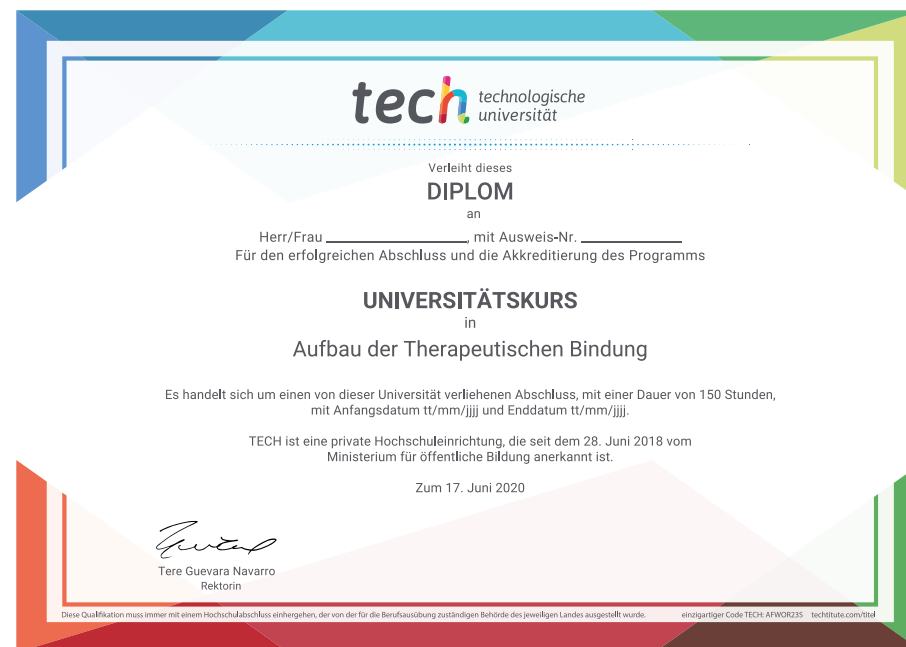 tech technologische
universität
Verleiht dieses
DIPLOM
an
Herr/Frau ____________________, mit Ausweis-Nr. ______________
Für den erfolgreichen Abschluss und die Akkreditierung des Programms
UNIVERSITÄTSKURS
in
Aufbau der Therapeutischen Bindung
Es handelt sich um einen von dieser Universität verliehenen Abschluss, mit einer Dauer von 150 Stunden,
mit Anfangsdatum tt/mm/jjjj und Enddatum tt/mm/jjjj.
TECH ist eine private Hochschuleinrichtung, die seit dem 28. Juni 2018 vom
Ministerium für öffentliche Bildung anerkannt ist.
Zum 17. Juni 2020
Tere Guevara Navarro
Rektorin
Diese Qualifikation muss immer mit einem Hochschulabschluss einhergehen, der von der für die Berufsausübung zuständigen Behörde des jeweiligen Landes ausgestellt wurde. einzigartiger Code TECH: AFWOR23S techtitute.com/titel